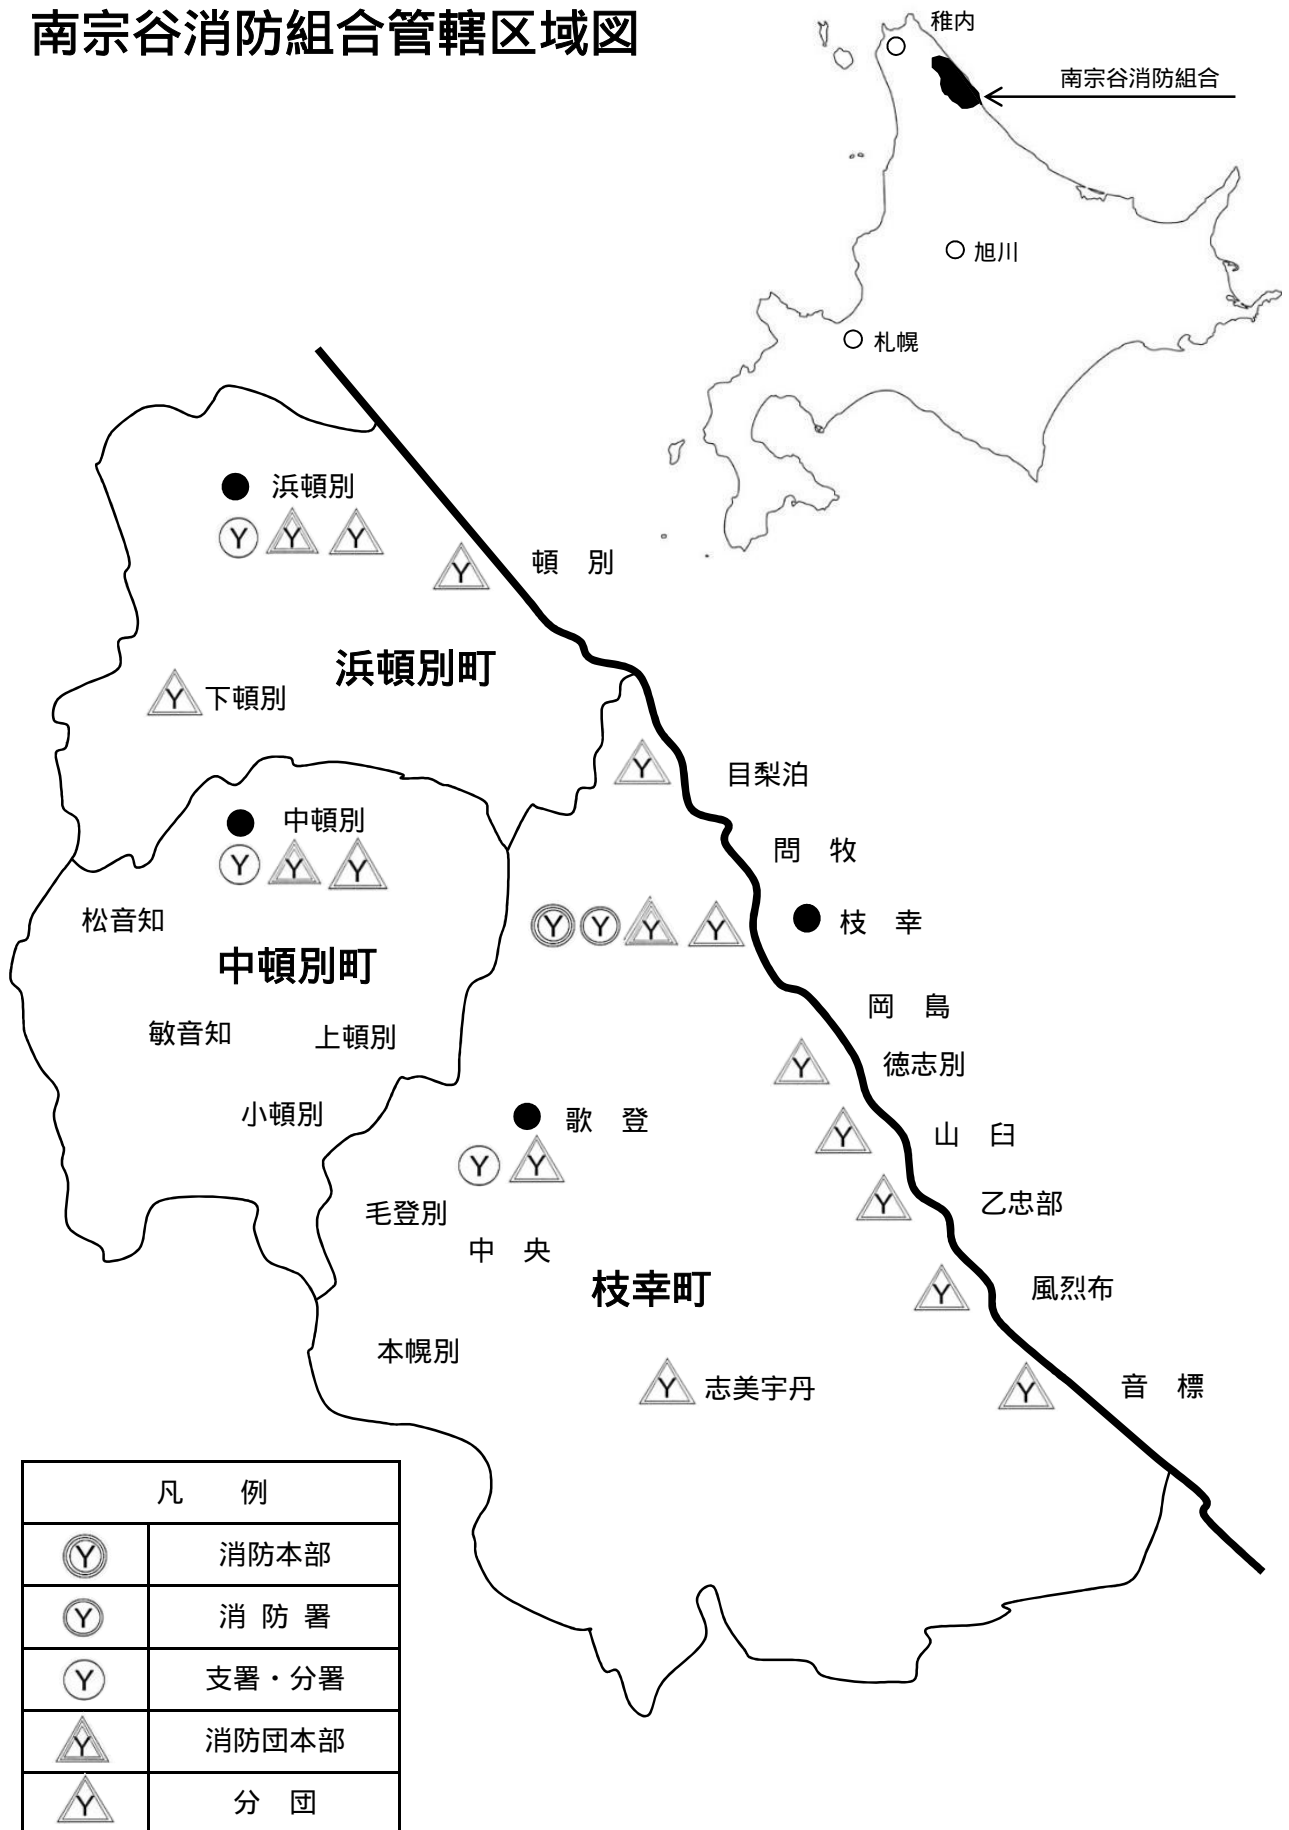 南宗谷消防組合管轄区域図
稚内
南宗谷消防組合
旭川
札幌
浜頓別
Y Y Y
Y
頓 別
浜頓別町
Y 下頓別
Y
目梨泊
中頓別
Y Y Y
問 牧
松音知
Y Y Y Y
枝 幸
中頓別町
岡 島
敏音知
上頓別
Y
徳志別
小頓別
歌 登
Y
山 臼
Y Y
毛登別
Y
乙忠部
中 央
枝幸町
Y
風烈布
本幌別
Y 志美宇丹
Y
音 標
凡 例
Y 消防本部
Y 消 防 署
Y 支署・分署
Y 消防団本部
Y 分 団